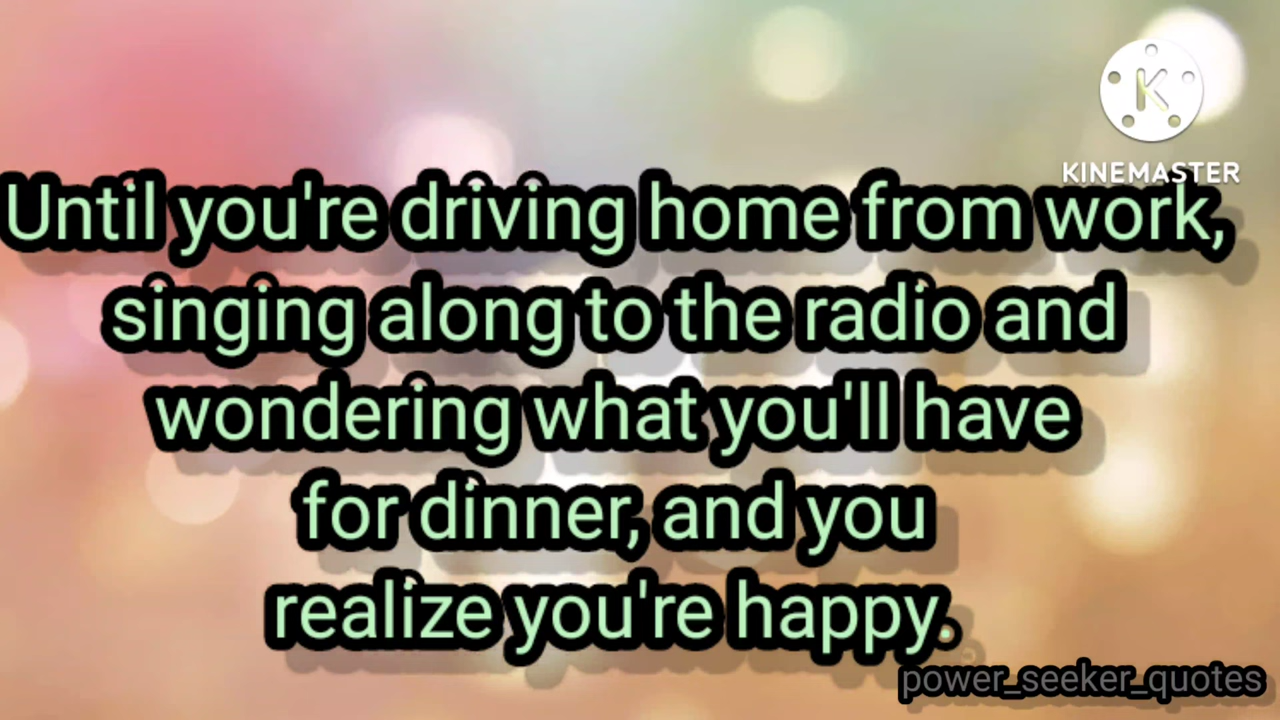 KINEMASTER
Until you're driving home from work,
singing along to the radio and
wondering what you'll have
for dinner, and you
realize you're happy.
power_seeker_quotes